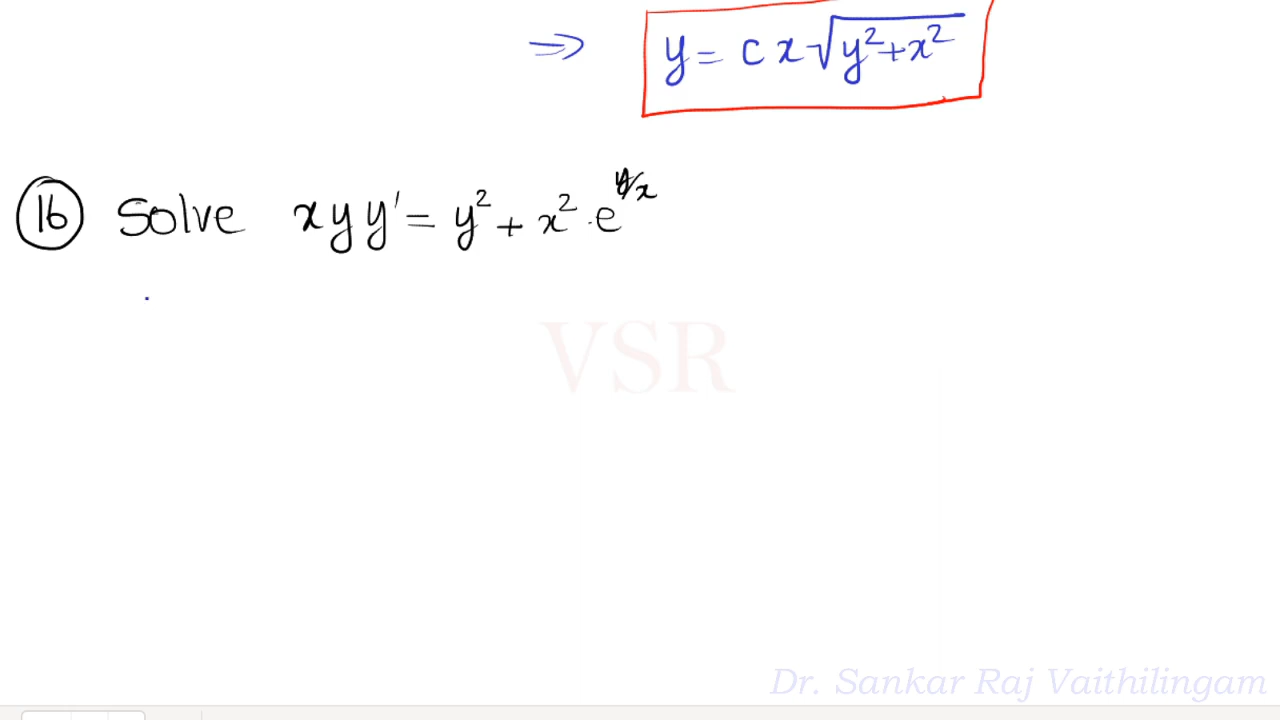 ⇒ y = c x √(y² + x²)
(16) Solve x y y' = y² + x² · e^(y/x)
VSR
Dr. Sankar Raj Vaithilingam